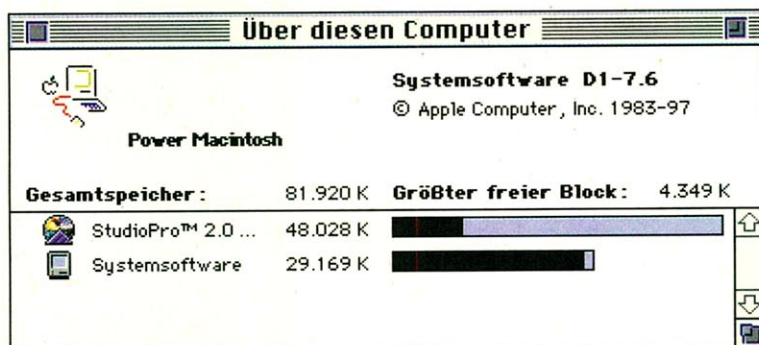 Über diesen Computer
Systemsoftware D1-7.6
© Apple Computer, Inc. 1983-97
Power Macintosh
Gesamtspeicher: 81.920 K Größter freier Block: 4.349 K
StudioPro™ 2.0 ... 48.028 K
Systemsoftware 29.169 K